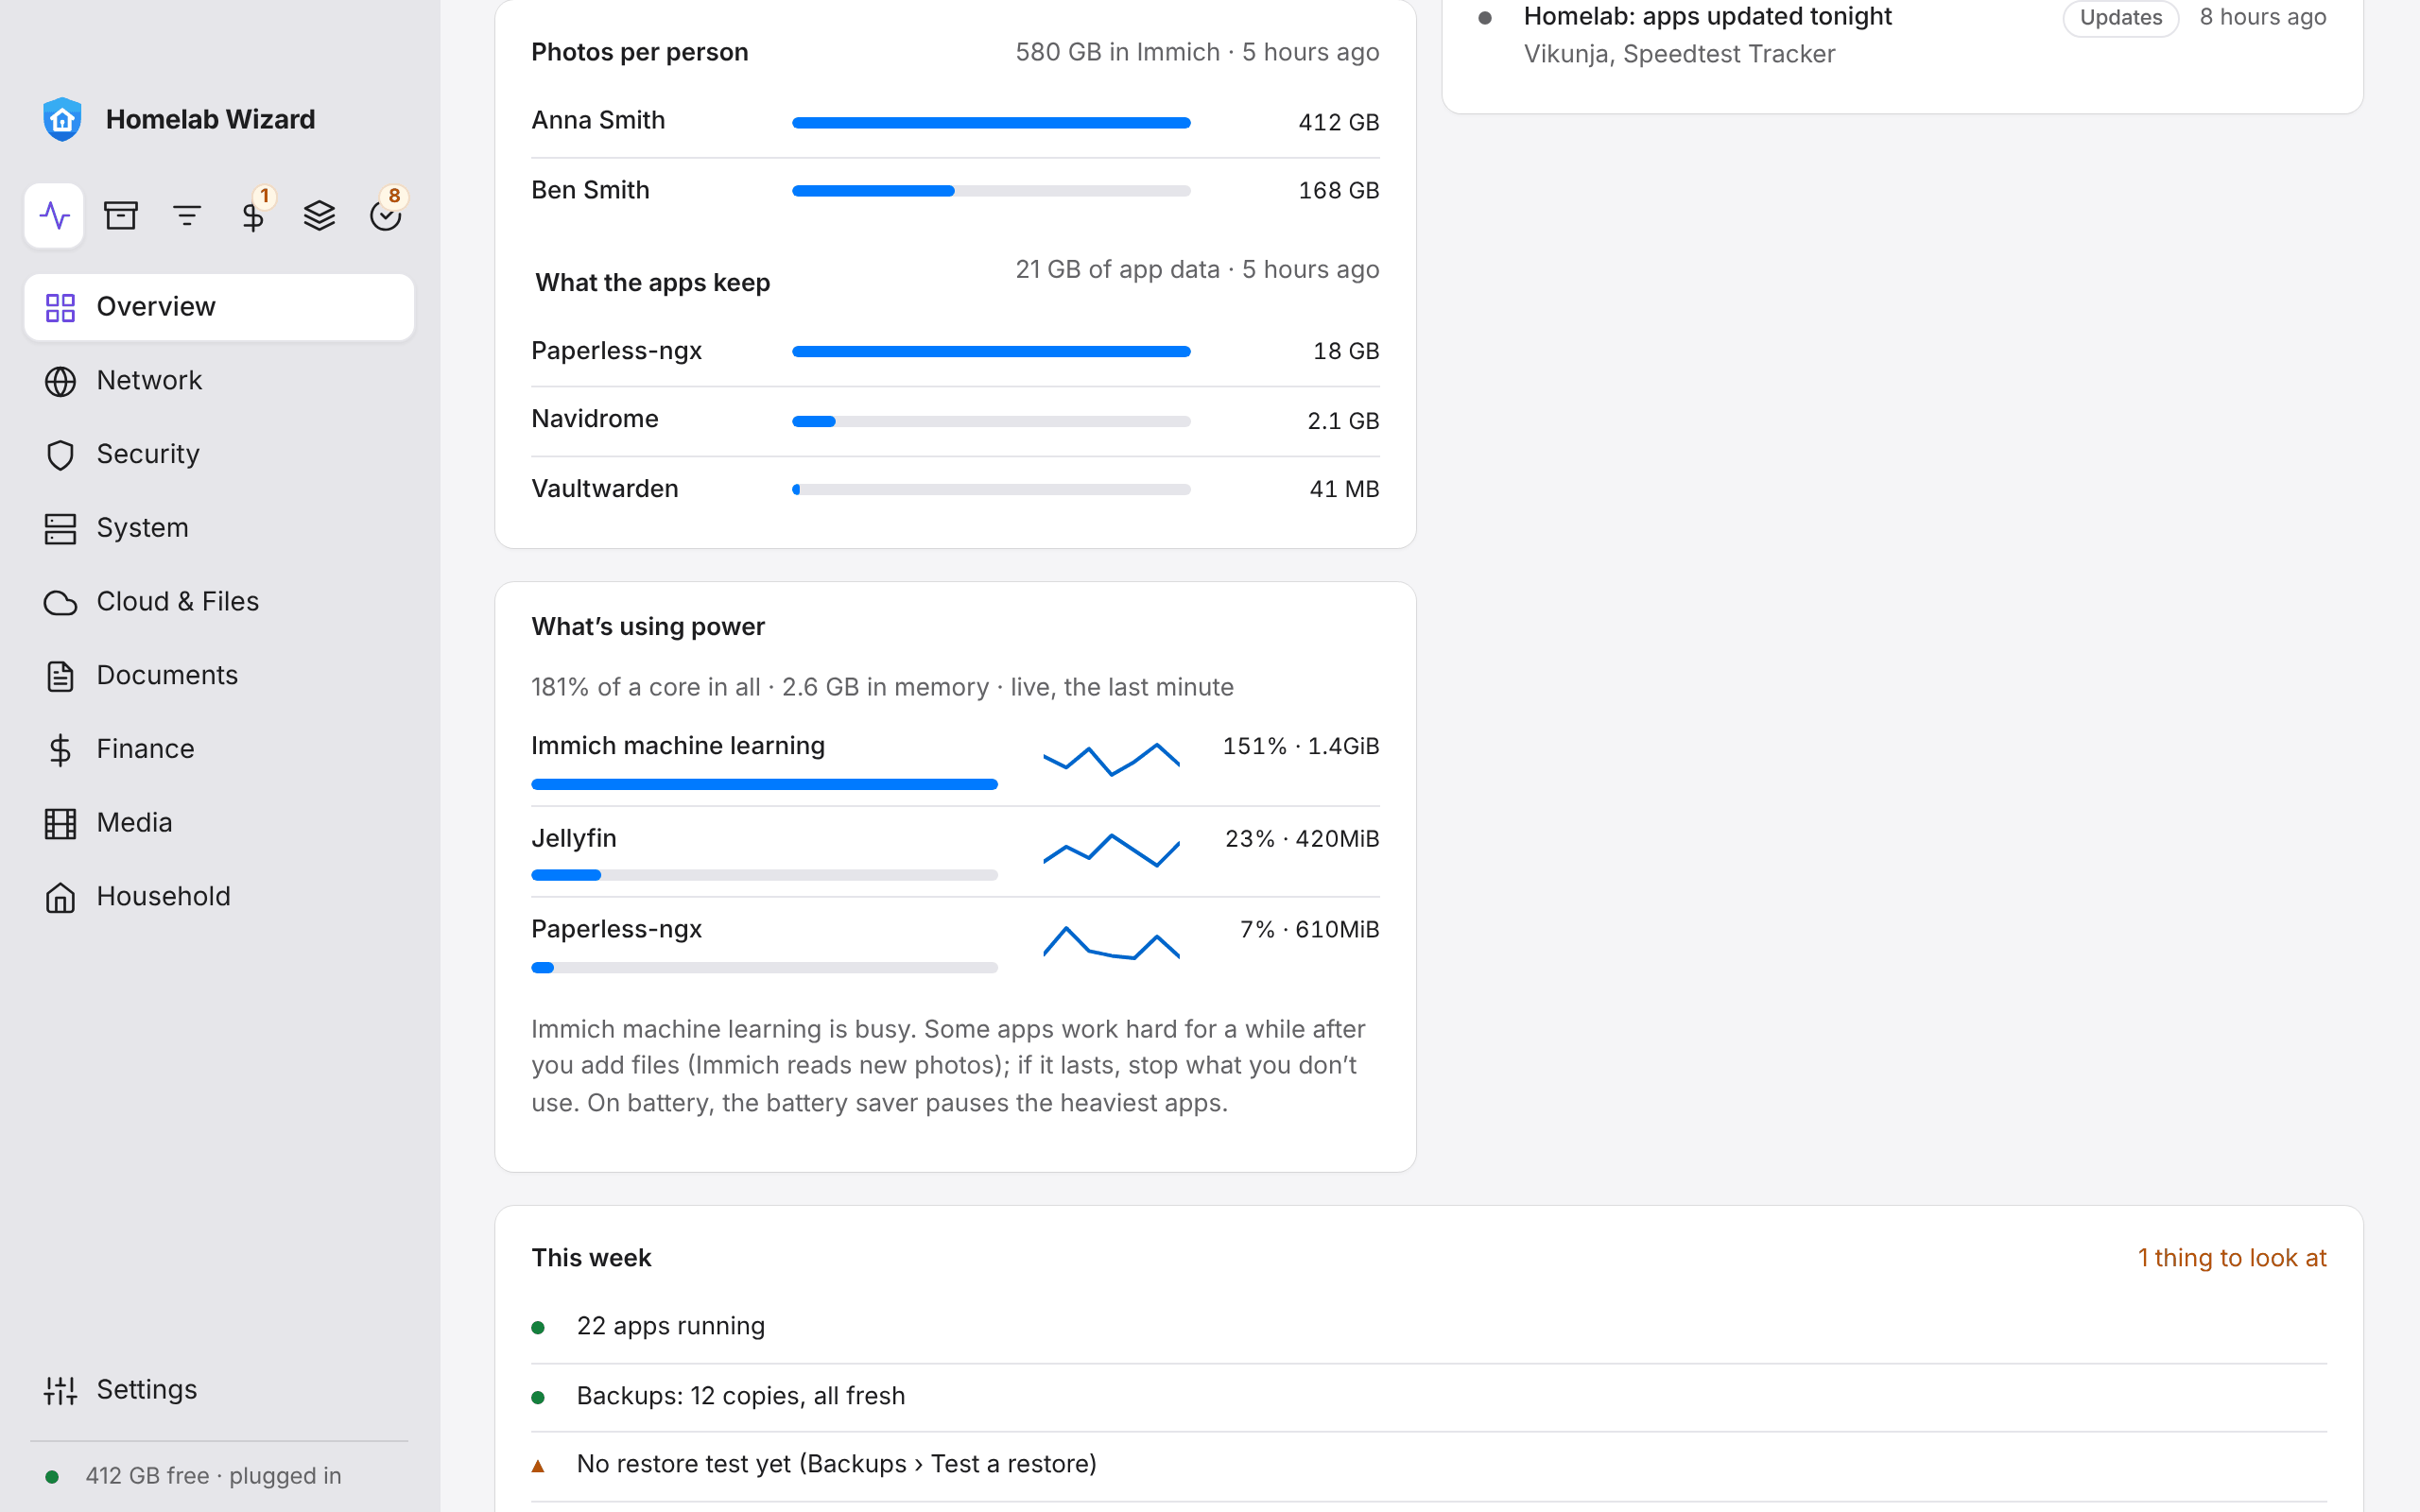 Homelab Wizard
1
8
Overview
Network
Security
System
Cloud & Files
Documents
Finance
Media
Household
Settings
412 GB free · plugged in
Photos per person
580 GB in Immich · 5 hours ago
Anna Smith
412 GB
Ben Smith
168 GB
What the apps keep
21 GB of app data · 5 hours ago
Paperless-ngx
18 GB
Navidrome
2.1 GB
Vaultwarden
41 MB
Homelab: apps updated tonight
Updates
8 hours ago
Vikunja, Speedtest Tracker
What’s using power
181% of a core in all · 2.6 GB in memory · live, the last minute
Immich machine learning
151% · 1.4GiB
Jellyfin
23% · 420MiB
Paperless-ngx
7% · 610MiB
Immich machine learning is busy. Some apps work hard for a while after
you add files (Immich reads new photos); if it lasts, stop what you don’t
use. On battery, the battery saver pauses the heaviest apps.
This week
1 thing to look at
22 apps running
Backups: 12 copies, all fresh
No restore test yet (Backups › Test a restore)